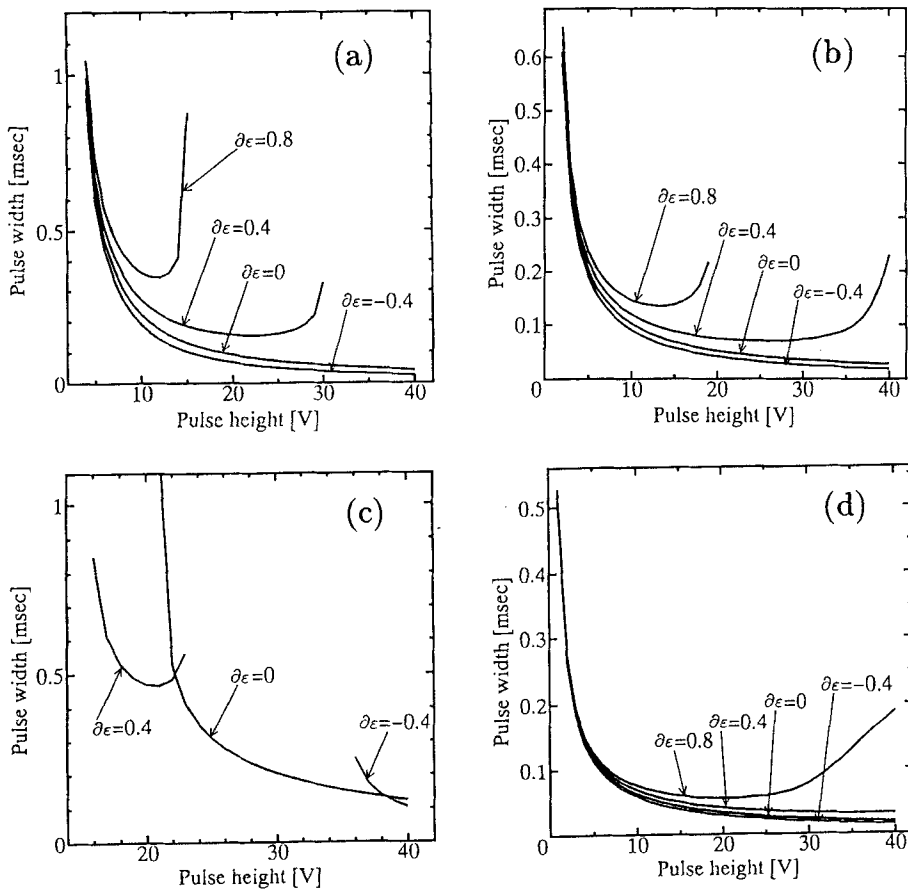 (a)
Pulse width [msec]
1
0.5
0
∂ε=0.8
∂ε=0.4
∂ε=0
∂ε=−0.4
10
20
30
40
Pulse height [V]
(b)
Pulse width [msec]
0.6
0.5
0.4
0.3
0.2
0.1
∂ε=0.8
∂ε=0.4
∂ε=0
∂ε=−0.4
0
10
20
30
40
Pulse height [V]
(c)
Pulse width [msec]
1
0.5
0
∂ε=0
∂ε=0.4
∂ε=−0.4
20
30
40
Pulse height [V]
(d)
Pulse width [msec]
0.5
0.4
0.3
0.2
0.1
∂ε=−0.4
∂ε=0
∂ε=0.4
∂ε=0.8
0
10
20
30
40
Pulse height [V]